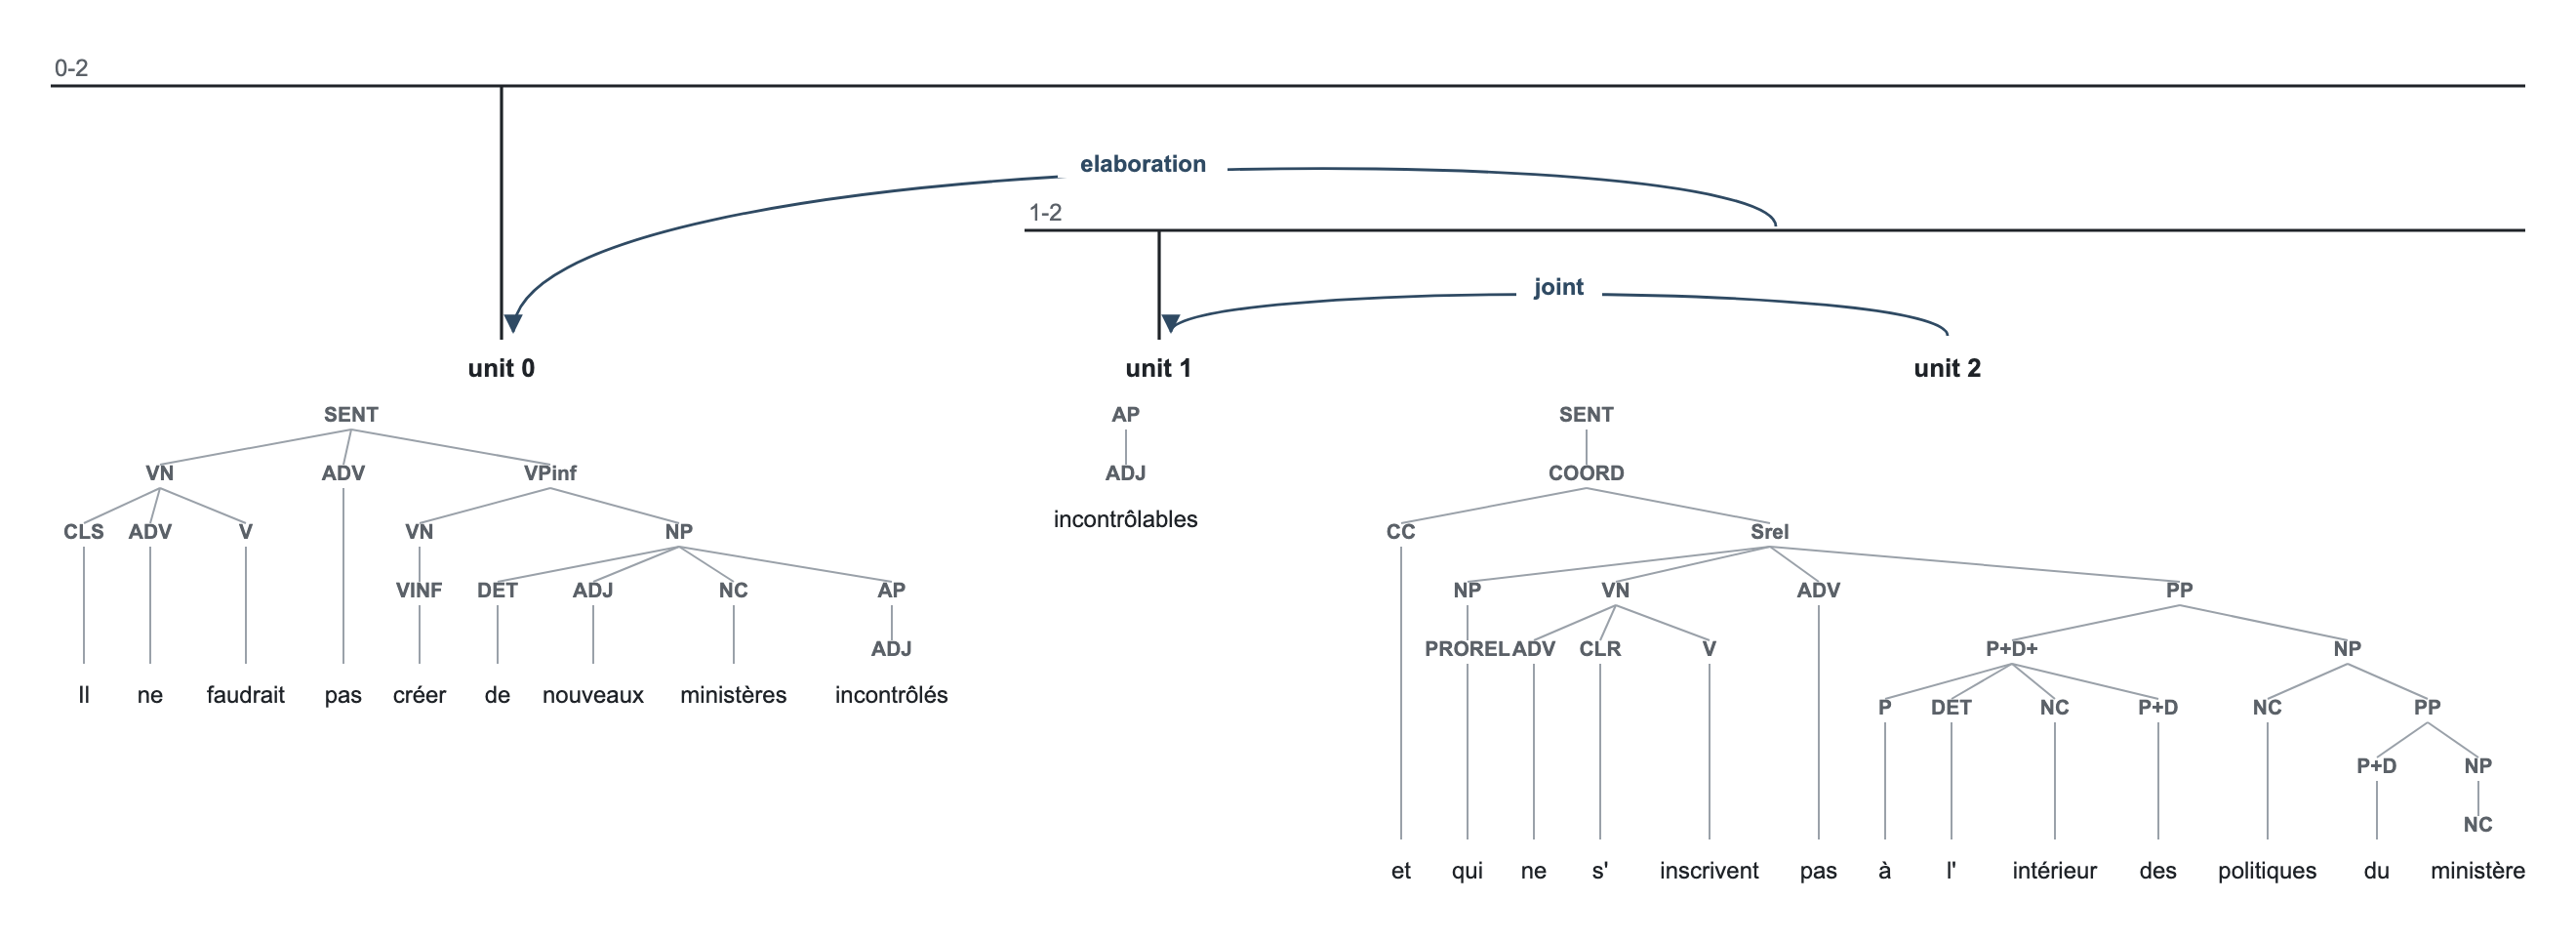 0-2
elaboration
1-2
joint
unit 0 unit 1 unit 2
SENT AP SENT
VN ADV VPinf ADJ COORD
incontrôlables
CLS ADV V VN NP CC Srel
VINF DET ADJ NC AP NP VN ADV PP
ADJ PROREL ADV CLR V P+D+ NP
Il ne faudrait pas créer de nouveaux ministères incontrôlés
P DET NC P+D NC PP
P+D NP
NC
et qui ne s' inscrivent pas à l' intérieur des politiques du ministère